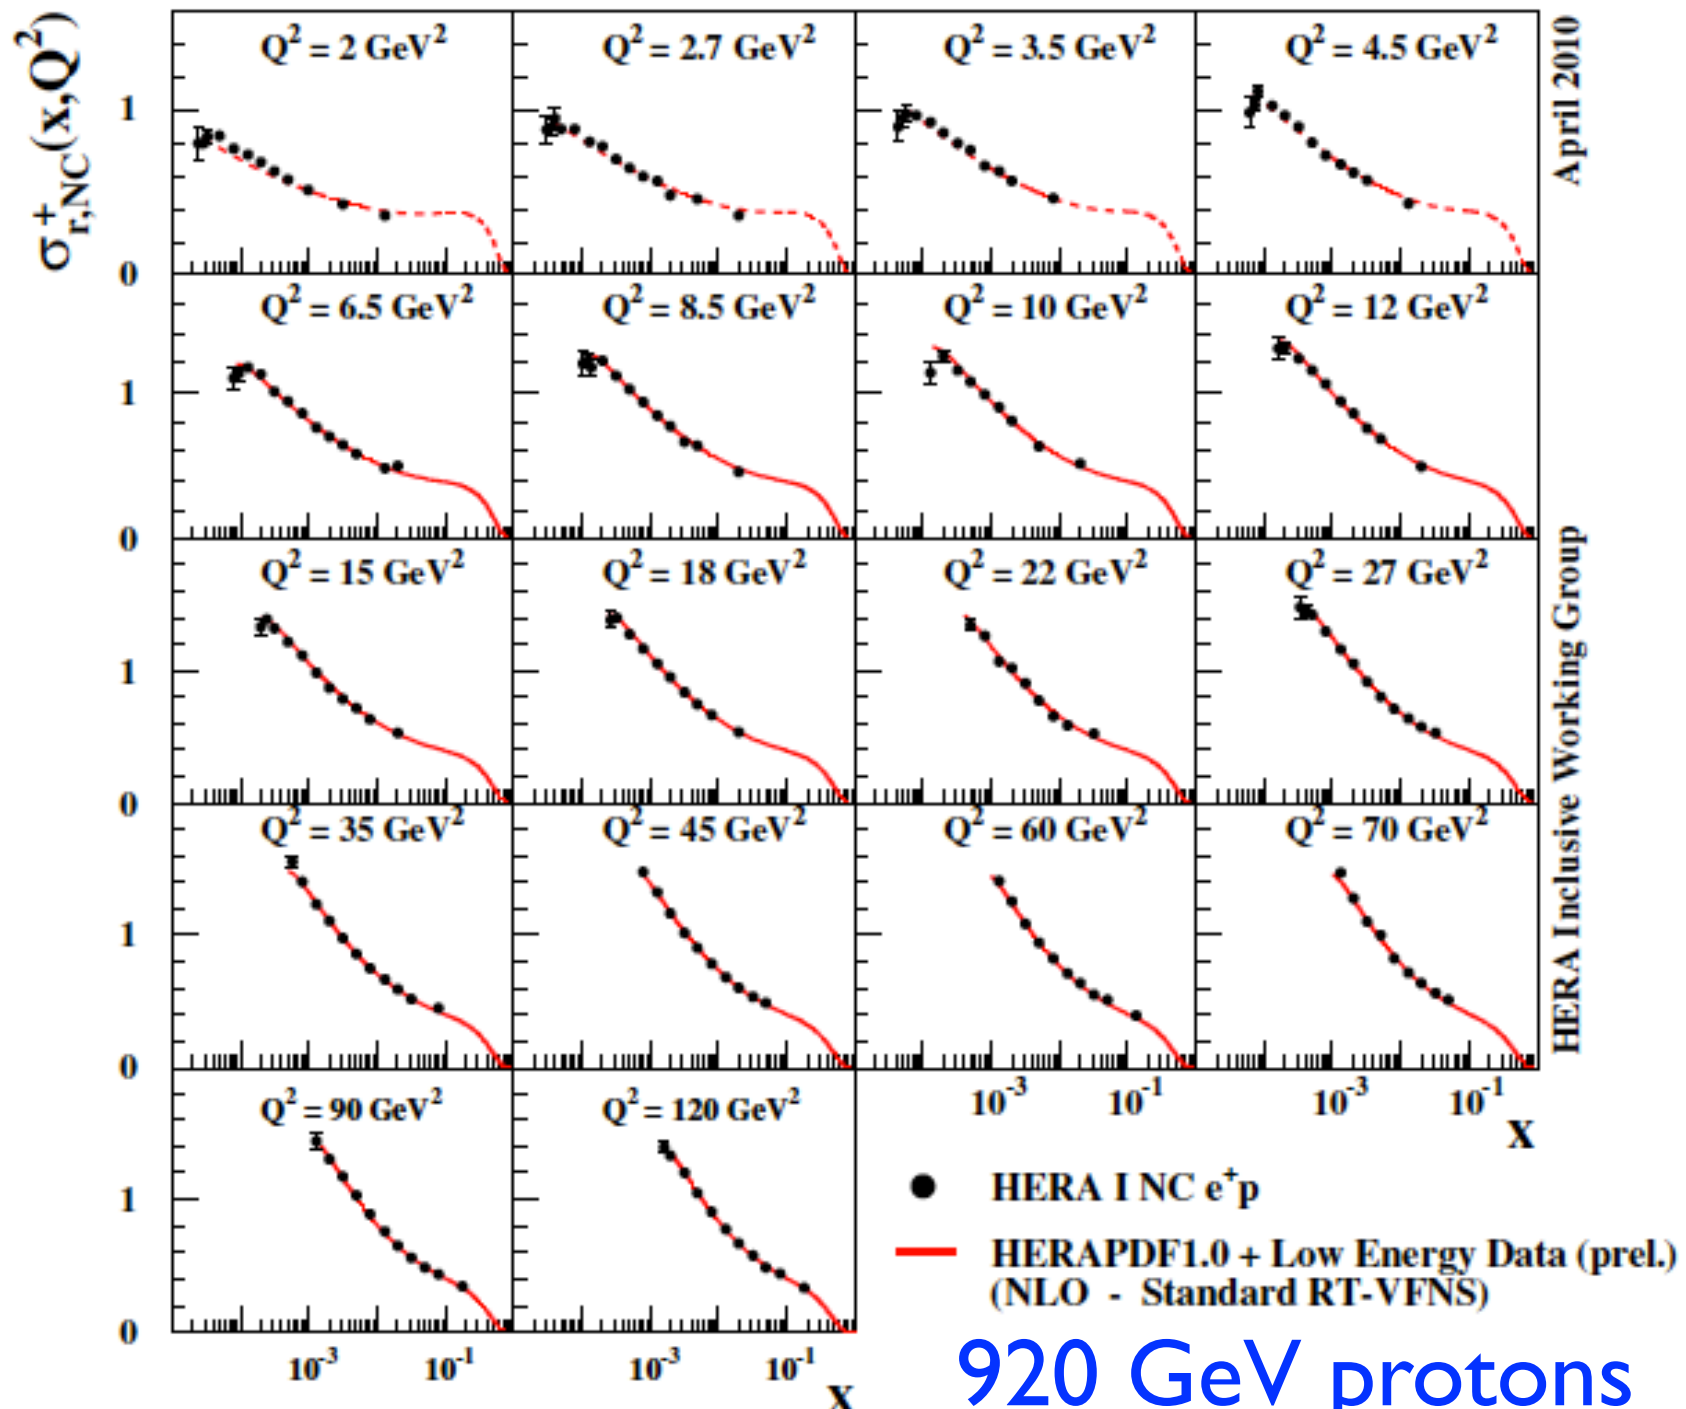 σ⁺r,NC(x,Q²)
Q² = 2 GeV²
Q² = 2.7 GeV²
Q² = 3.5 GeV²
Q² = 4.5 GeV²
1
0
Q² = 6.5 GeV²
Q² = 8.5 GeV²
Q² = 10 GeV²
Q² = 12 GeV²
1
0
Q² = 15 GeV²
Q² = 18 GeV²
Q² = 22 GeV²
Q² = 27 GeV²
1
0
Q² = 35 GeV²
Q² = 45 GeV²
Q² = 60 GeV²
Q² = 70 GeV²
1
0
Q² = 90 GeV²
Q² = 120 GeV²
1
0
10⁻³ 10⁻¹
10⁻³ 10⁻¹
x
10⁻³ 10⁻¹
10⁻³ 10⁻¹
x
HERA I NC e⁺p
HERAPDF1.0 + Low Energy Data (prel.)
(NLO - Standard RT-VFNS)
920 GeV protons
April 2010
HERA Inclusive Working Group